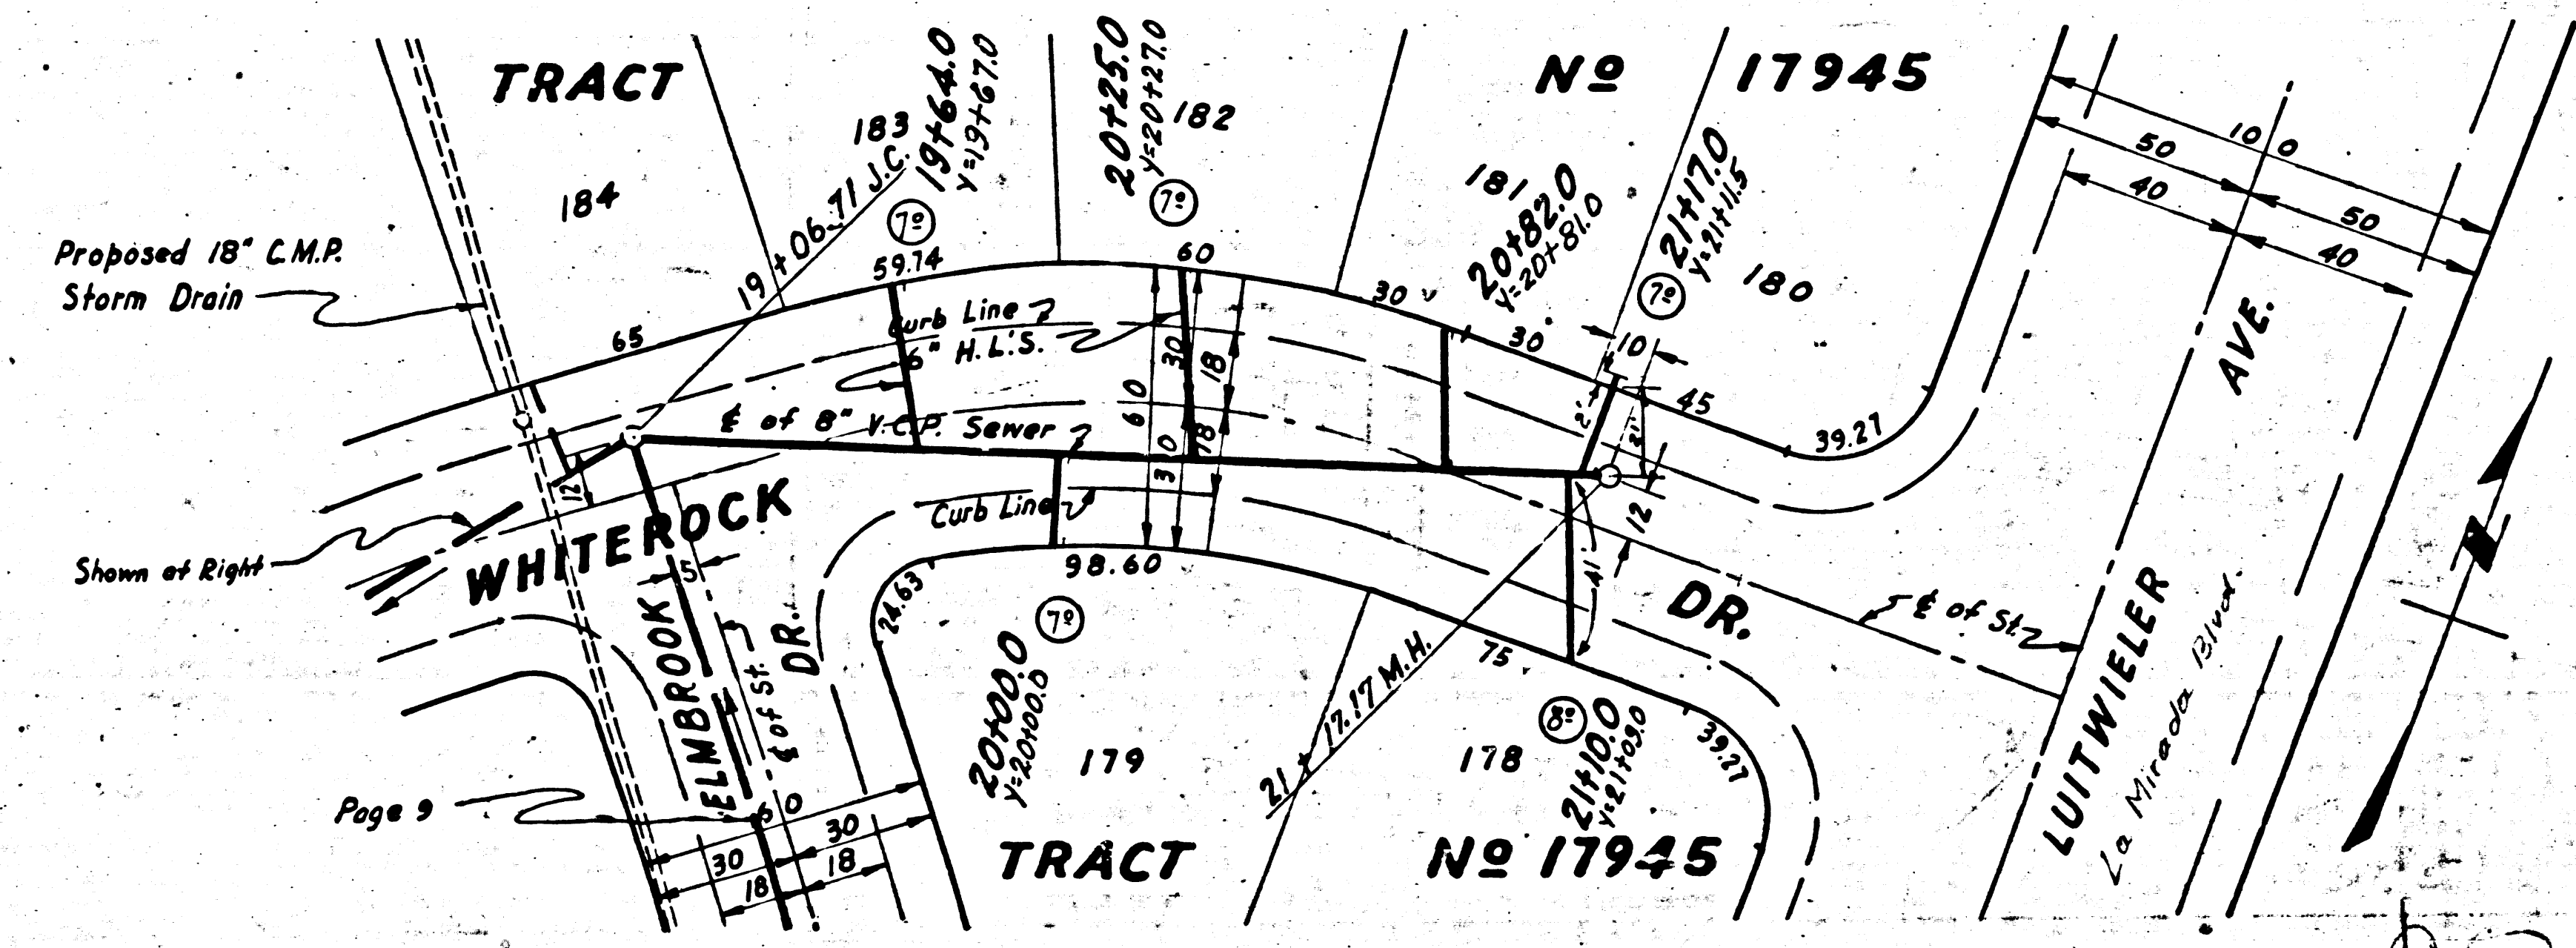 TRACT
Nº 17945
183
19+64.0
Y=19+67.0
20+25.0
Y=20+27.0
182
184
19+06.71 J.C.
7º
7º
181
20+82.0
Y=20+81.0
21+17.0
Y=21+11.5
7º
180
100
50
40
50
40
Proposed 18" C.M.P.
Storm Drain
65
59.74
60
30
30
10
45
39.27
Curb Line
6" H.L'S.
30
18
60
℄ of 8" V.C.P. Sewer
18
30
2'
21'
12
12
Curb Line
WHITEROCK
DR.
Shown at Right
5
98.60
24.63
41'
75
39.27
℄ of St.
AVE.
ELMBROOK
DR.
℄ of St.
7º
20+00.0
Y=20+00.0
179
21+17.17 M.H.
178
8º
21+10.0
Y=21+09.0
LUITWIELER
La Mirada Blvd.
Page 9
60
30
30
18
18
TRACT
Nº 17945
N